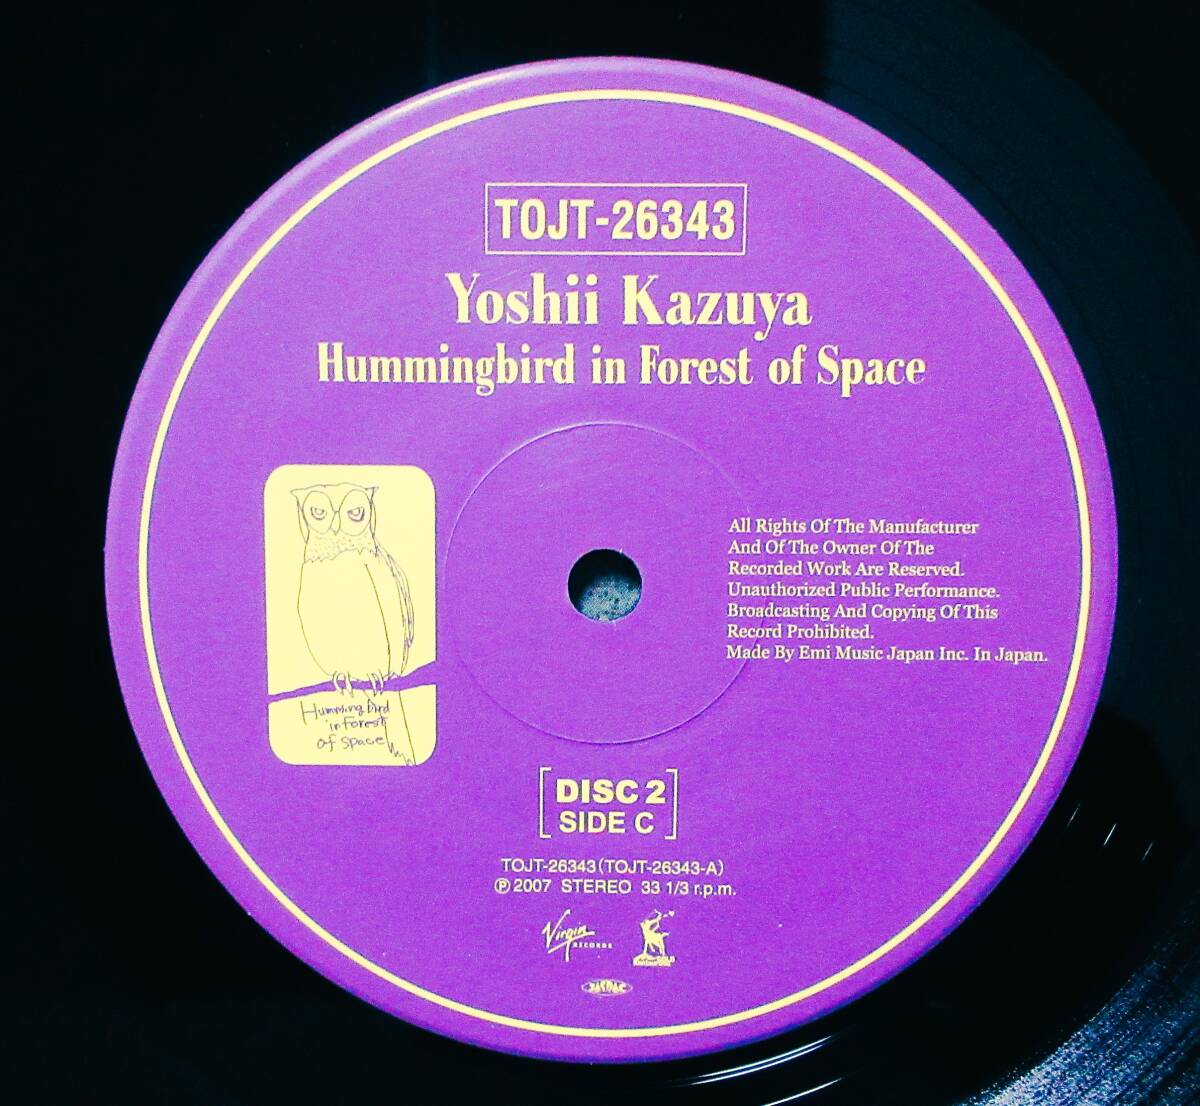 TOJT-26343
Yoshii Kazuya
Hummingbird in Forest of Space
All Rights Of The Manufacturer
And Of The Owner Of The
Recorded Work Are Reserved.
Unauthorized Public Performance.
Broadcasting And Copying Of This
Record Prohibited.
Made By Emi Music Japan Inc. In Japan.
Hummingbird
in Forest
of Space
DISC 2
SIDE C
TOJT-26343(TOJT-26343-A)
℗2007 STEREO 33 1/3 r.p.m.
Virgin
RECORDS
JASRAC